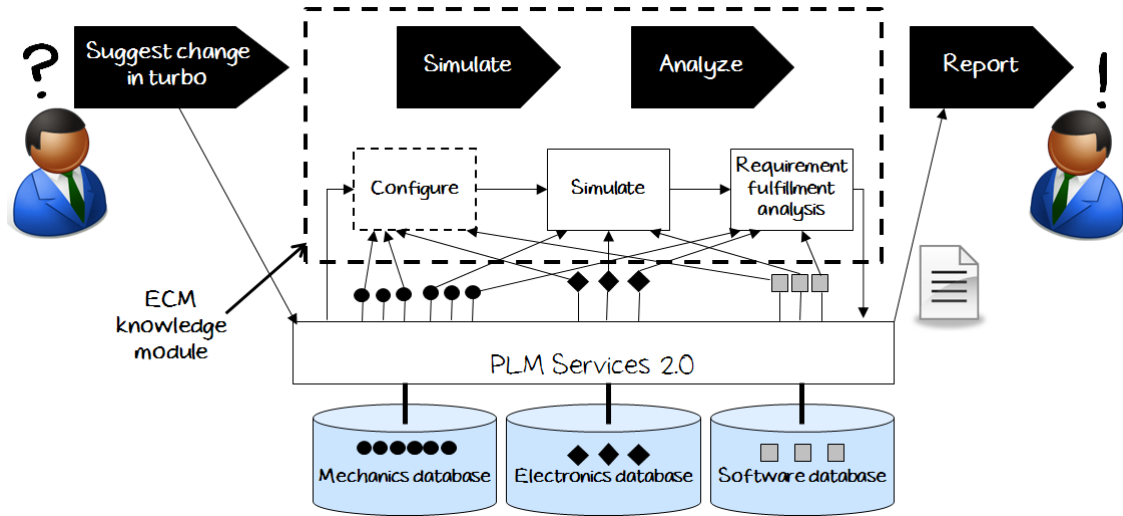 ?
Suggest change
in turbo
Simulate
Analyze
Report
!
Configure
Simulate
Requirement
fulfillment
analysis
ECM
knowledge
module
PLM Services 2.0
Mechanics database
Electronics database
Software database